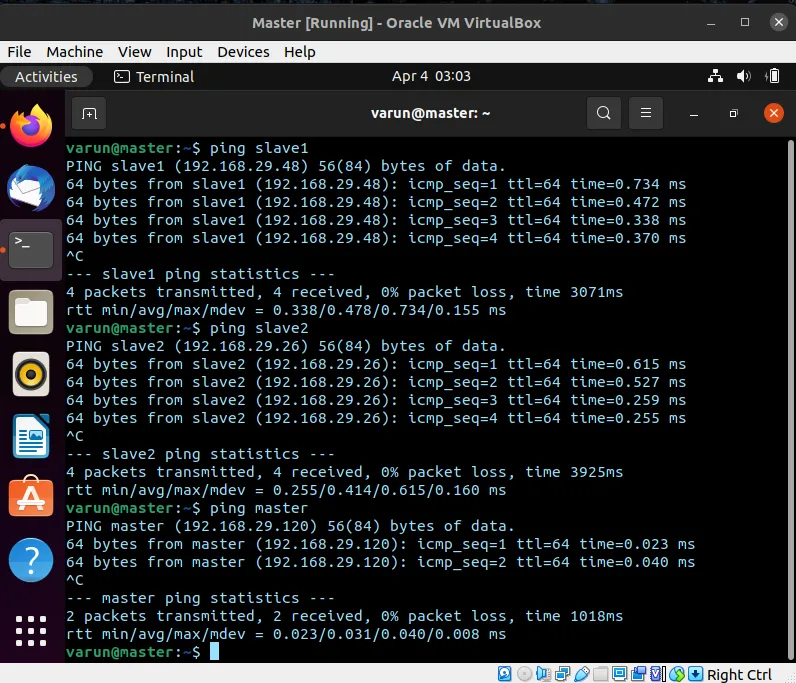 Master [Running] - Oracle VM VirtualBox
File Machine View Input Devices Help
Activities Terminal Apr 4 03:03
varun@master: ~
varun@master:~$ ping slave1
PING slave1 (192.168.29.48) 56(84) bytes of data.
64 bytes from slave1 (192.168.29.48): icmp_seq=1 ttl=64 time=0.734 ms
64 bytes from slave1 (192.168.29.48): icmp_seq=2 ttl=64 time=0.472 ms
64 bytes from slave1 (192.168.29.48): icmp_seq=3 ttl=64 time=0.338 ms
64 bytes from slave1 (192.168.29.48): icmp_seq=4 ttl=64 time=0.370 ms
^C
--- slave1 ping statistics ---
4 packets transmitted, 4 received, 0% packet loss, time 3071ms
rtt min/avg/max/mdev = 0.338/0.478/0.734/0.155 ms
varun@master:~$ ping slave2
PING slave2 (192.168.29.26) 56(84) bytes of data.
64 bytes from slave2 (192.168.29.26): icmp_seq=1 ttl=64 time=0.615 ms
64 bytes from slave2 (192.168.29.26): icmp_seq=2 ttl=64 time=0.527 ms
64 bytes from slave2 (192.168.29.26): icmp_seq=3 ttl=64 time=0.259 ms
64 bytes from slave2 (192.168.29.26): icmp_seq=4 ttl=64 time=0.255 ms
^C
--- slave2 ping statistics ---
4 packets transmitted, 4 received, 0% packet loss, time 3925ms
rtt min/avg/max/mdev = 0.255/0.414/0.615/0.160 ms
varun@master:~$ ping master
PING master (192.168.29.120) 56(84) bytes of data.
64 bytes from master (192.168.29.120): icmp_seq=1 ttl=64 time=0.023 ms
64 bytes from master (192.168.29.120): icmp_seq=2 ttl=64 time=0.040 ms
^C
--- master ping statistics ---
2 packets transmitted, 2 received, 0% packet loss, time 1018ms
rtt min/avg/max/mdev = 0.023/0.031/0.040/0.008 ms
varun@master:~$
Right Ctrl